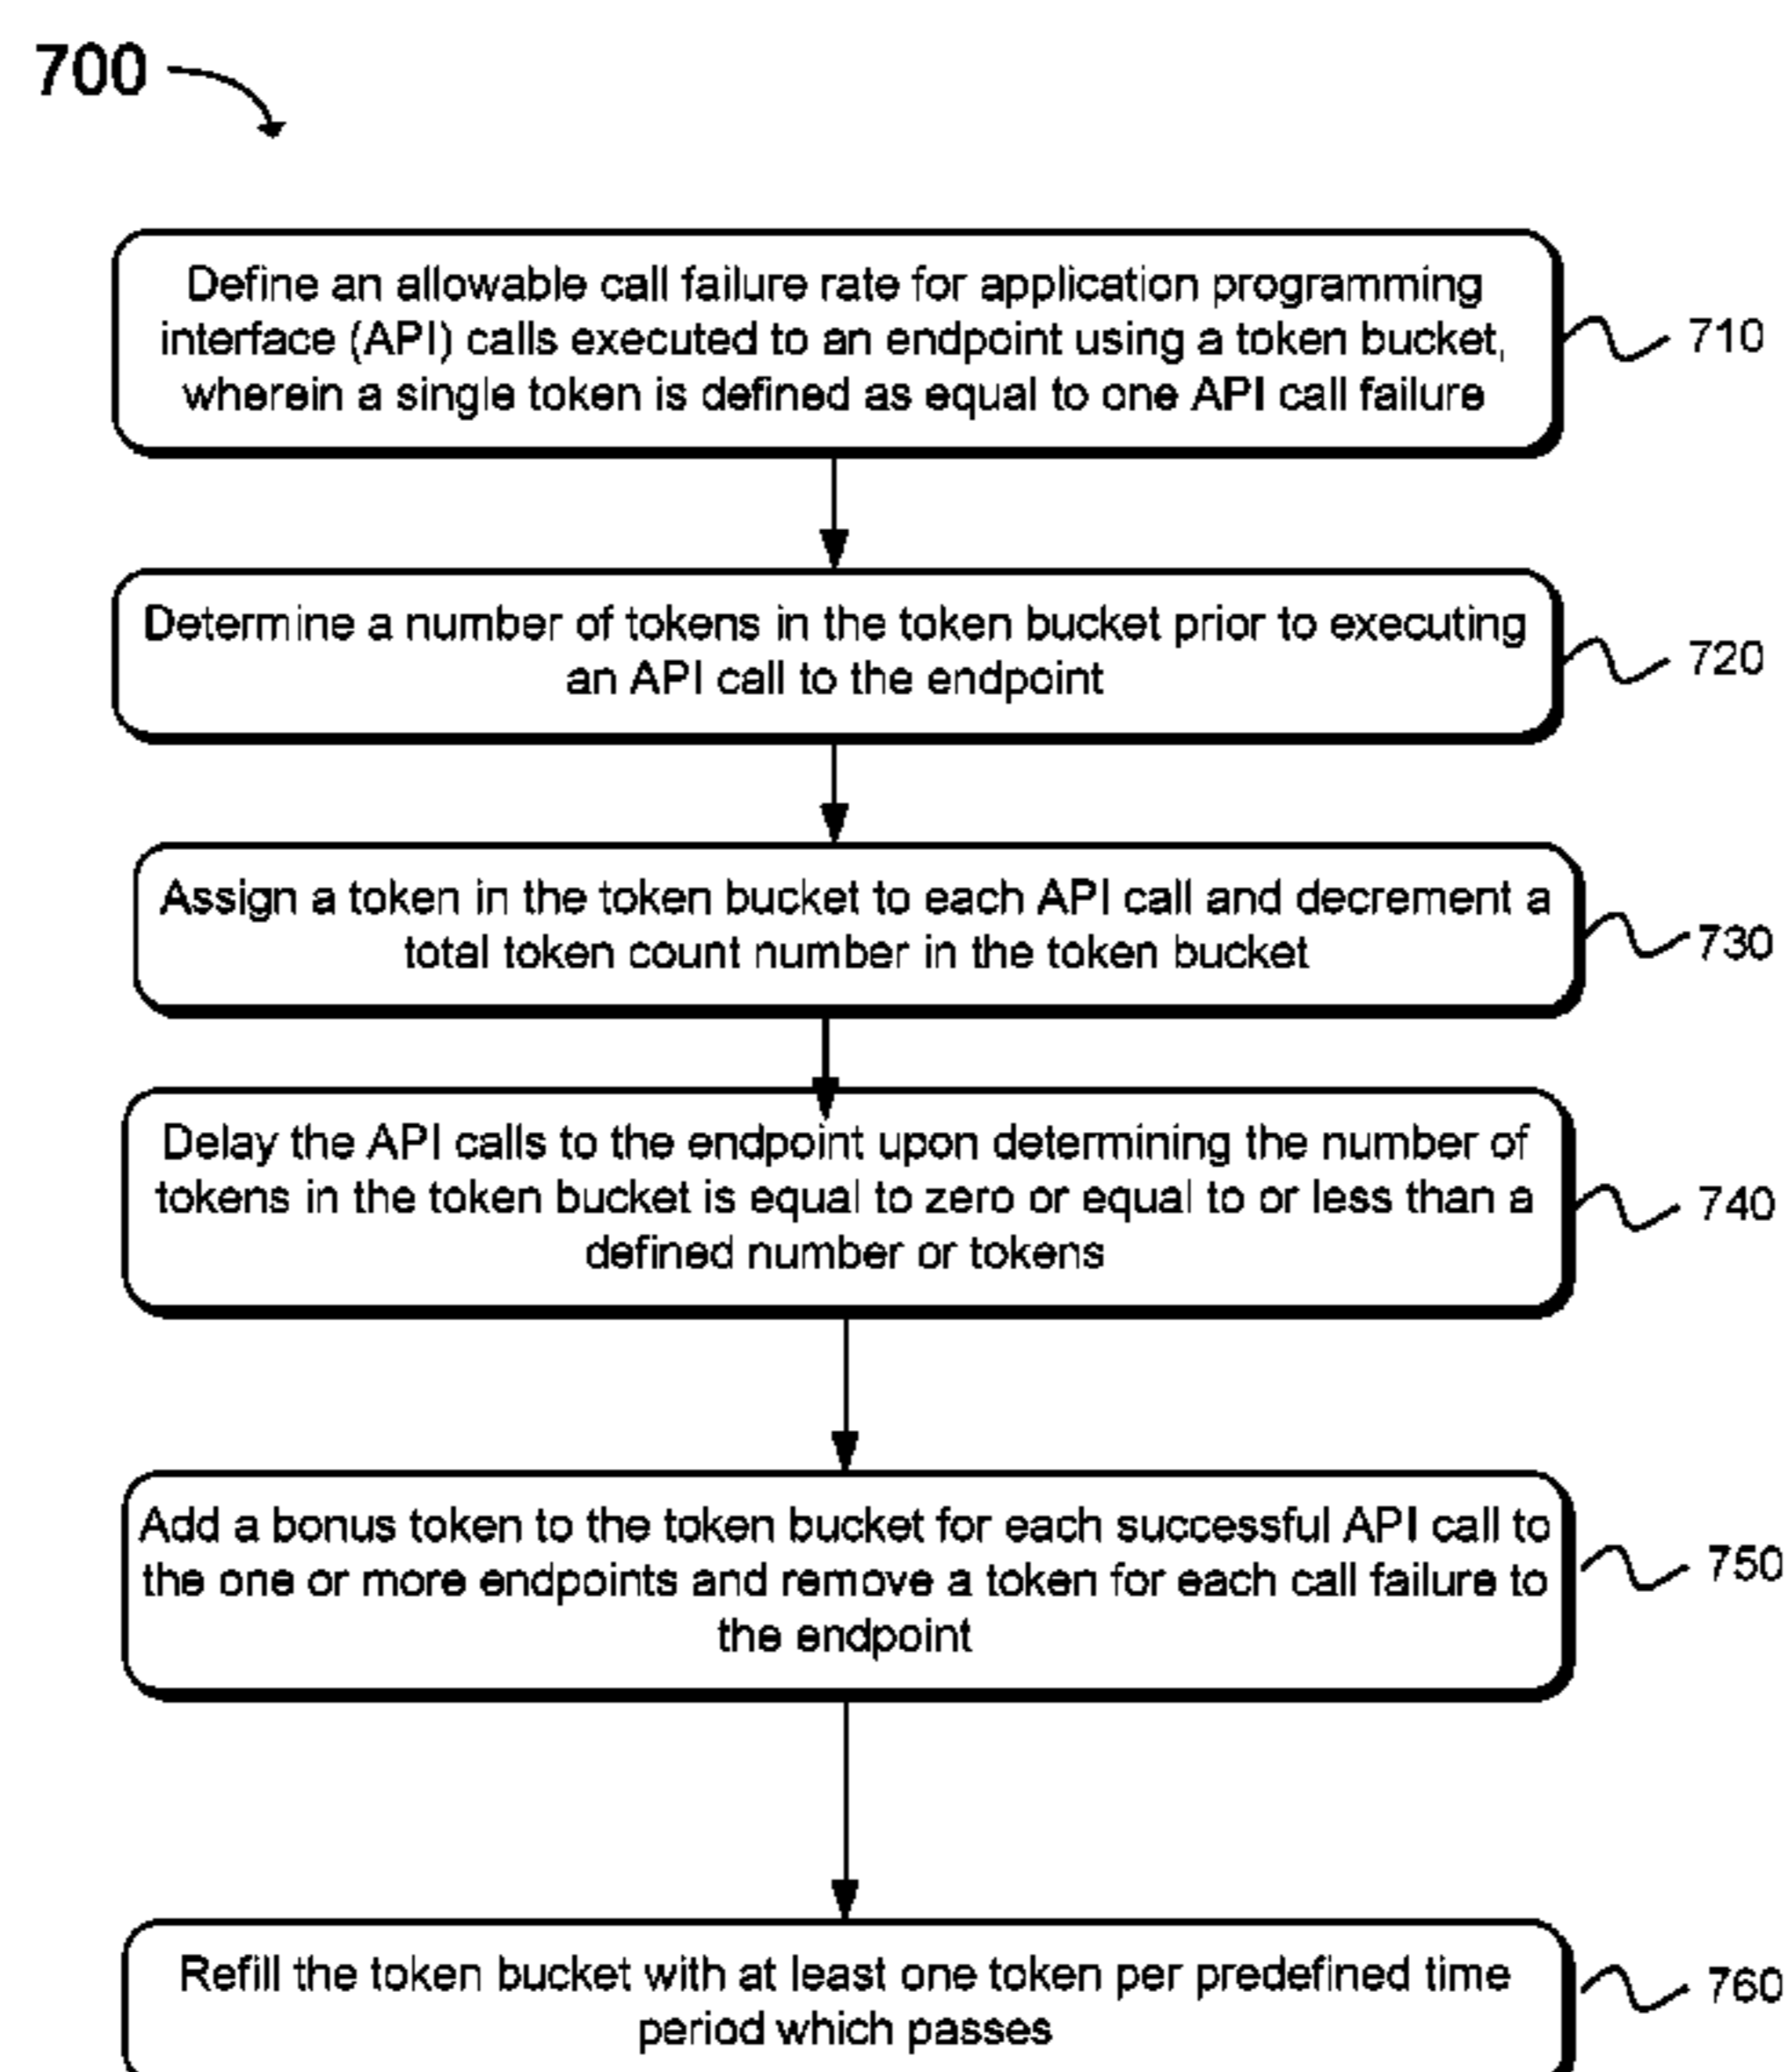 700
Define an allowable call failure rate for application programming
interface (API) calls executed to an endpoint using a token bucket,
wherein a single token is defined as equal to one API call failure
710
Determine a number of tokens in the token bucket prior to executing
an API call to the endpoint
720
Assign a token in the token bucket to each API call and decrement a
total token count number in the token bucket
730
Delay the API calls to the endpoint upon determining the number of
tokens in the token bucket is equal to zero or equal to or less than a
defined number or tokens
740
Add a bonus token to the token bucket for each successful API call to
the one or more endpoints and remove a token for each call failure to
the endpoint
750
Refill the token bucket with at least one token per predefined time
period which passes
760